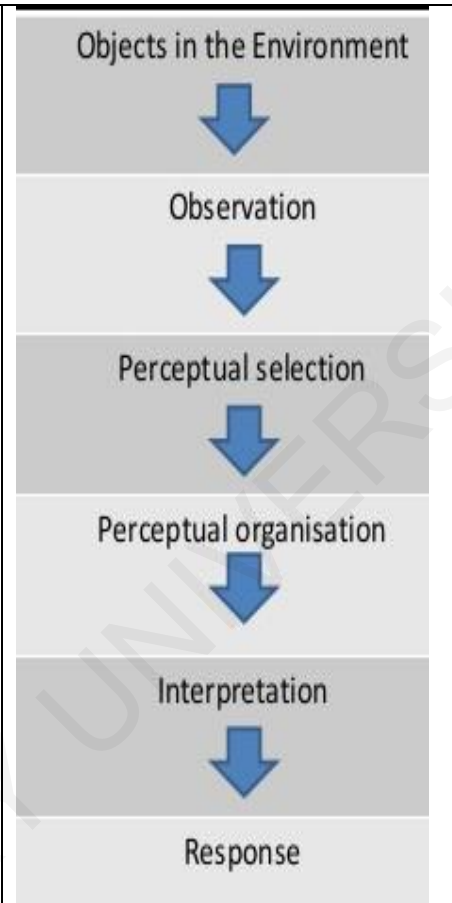 Objects in the Environment
Observation
Perceptual selection
Perceptual organisation
Interpretation
Response